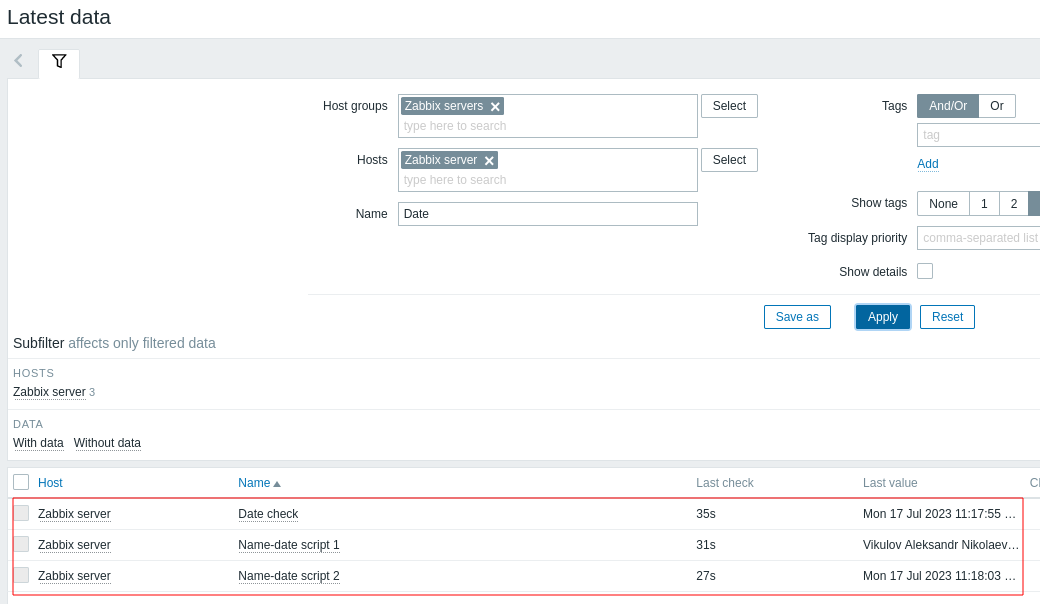 Latest data
Host groups Zabbix servers type here to search Select
Hosts Zabbix server type here to search Select
Name Date
Tags And/Or Or
tag
Add
Show tags None 1 2
Tag display priority comma-separated list
Show details
Save as Apply Reset
Subfilter affects only filtered data
HOSTS
Zabbix server 3
DATA
With data Without data
Host Name Last check Last value
Zabbix server Date check 35s Mon 17 Jul 2023 11:17:55 …
Zabbix server Name-date script 1 31s Vikulov Aleksandr Nikolaev…
Zabbix server Name-date script 2 27s Mon 17 Jul 2023 11:18:03 …